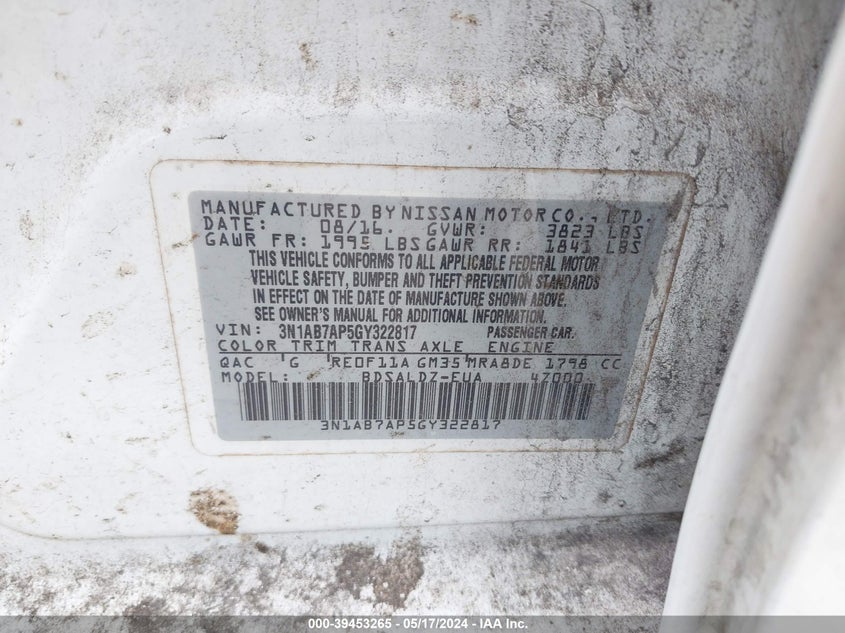 MANUFACTURED BY NISSAN MOTOR CO., LTD.
DATE: 08/16. GVWR: 3823 LBS
GAWR FR: 1995 LBS GAWR RR: 1841 LBS
THIS VEHICLE CONFORMS TO ALL APPLICABLE FEDERAL MOTOR
VEHICLE SAFETY, BUMPER AND THEFT PREVENTION STANDARDS
IN EFFECT ON THE DATE OF MANUFACTURE SHOWN ABOVE.
SEE OWNER'S MANUAL FOR ADDITIONAL INFORMATION.
VIN: 3N1AB7AP5GY322817 PASSENGER CAR.
COLOR TRIM TRANS AXLE ENGINE
QAC G RE0F11A GM35 MRA8DE 1798 CC
MODEL: BDSALDZ-EUA 47000
3N1AB7AP5GY322817
000-39453265 - 05/17/2024 - IAA Inc.